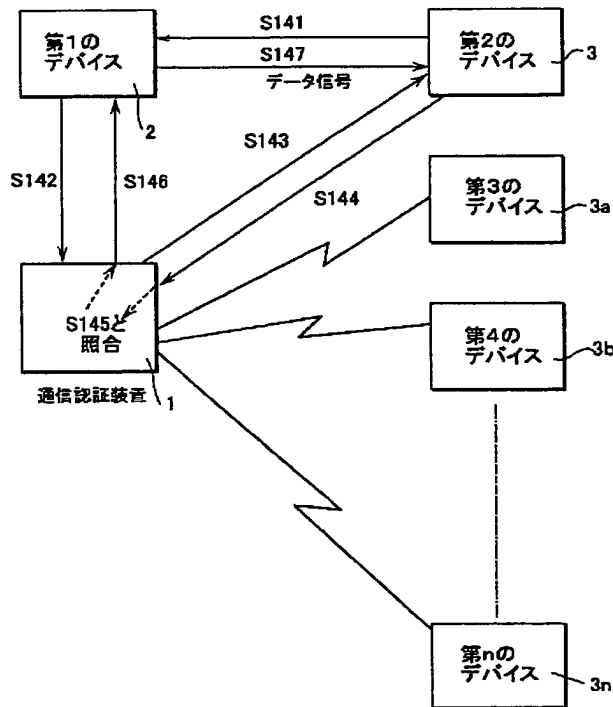 第1の
デバイス
2
S141
S147
データ信号
第2の
デバイス
3
S142
S146
S143
S144
第3の
デバイス
3a
S145と
照合
1
通信認証装置
第4の
デバイス
3b
第nの
デバイス
3n